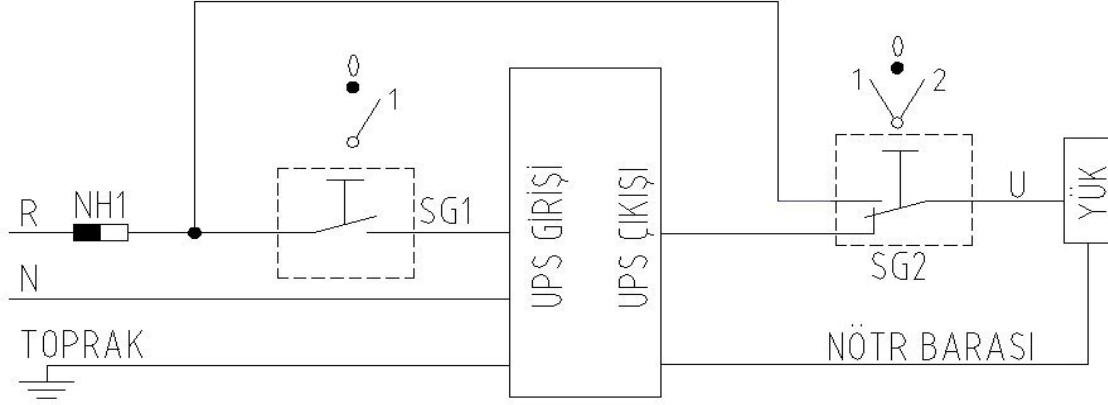 0
1
0
1 2
R
NH1
SG1
UPS GİRİŞİ
UPS ÇIKIŞI
U
YÜK
N
SG2
TOPRAK
NÖTR BARASI